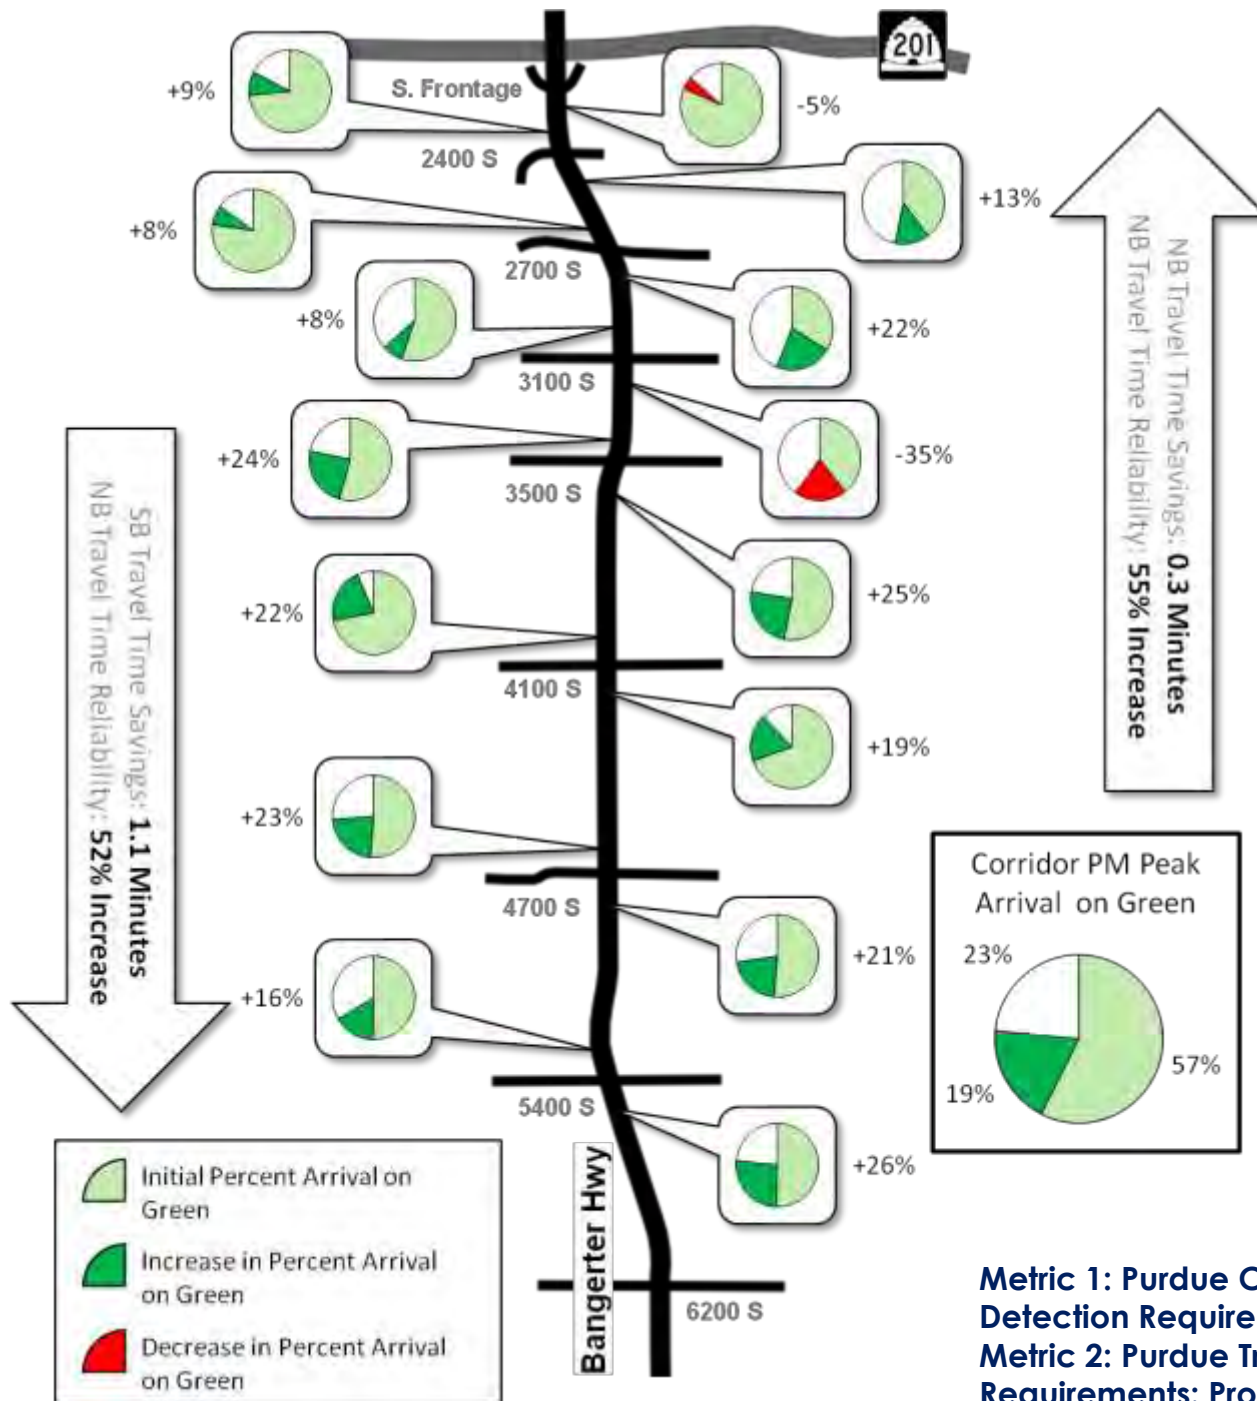 201
+9%
S. Frontage
-5%
2400 S
+13%
+8%
2700 S
+8%
+22%
3100 S
+24%
-35%
3500 S
+22%
+25%
4100 S
+19%
+23%
4700 S
+21%
+16%
5400 S
+26%
6200 S
Bangerter Hwy
NB Travel Time Savings: 0.3 Minutes
NB Travel Time Reliability: 55% Increase
SB Travel Time Savings: 1.1 Minutes
NB Travel Time Reliability: 52% Increase
Corridor PM Peak
Arrival on Green
23%
57%
19%
Initial Percent Arrival on
Green
Increase in Percent Arrival
on Green
Decrease in Percent Arrival
on Green
Metric 1: Purdue
Detection
Metric 2: Purdue
Requirements: